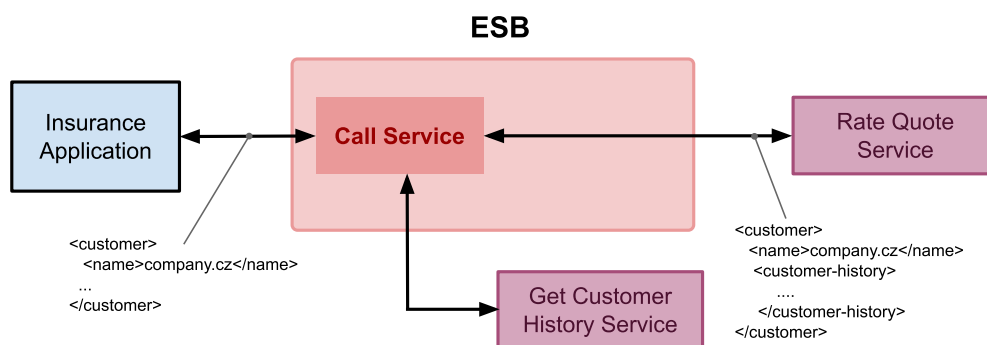 ESB
Insurance
Application
Call Service
Rate Quote
Service
<customer>
<name>company.cz</name>
...
</customer>
Get Customer
History Service
<customer>
<name>company.cz</name>
<customer-history>
....
</customer-history>
</customer>